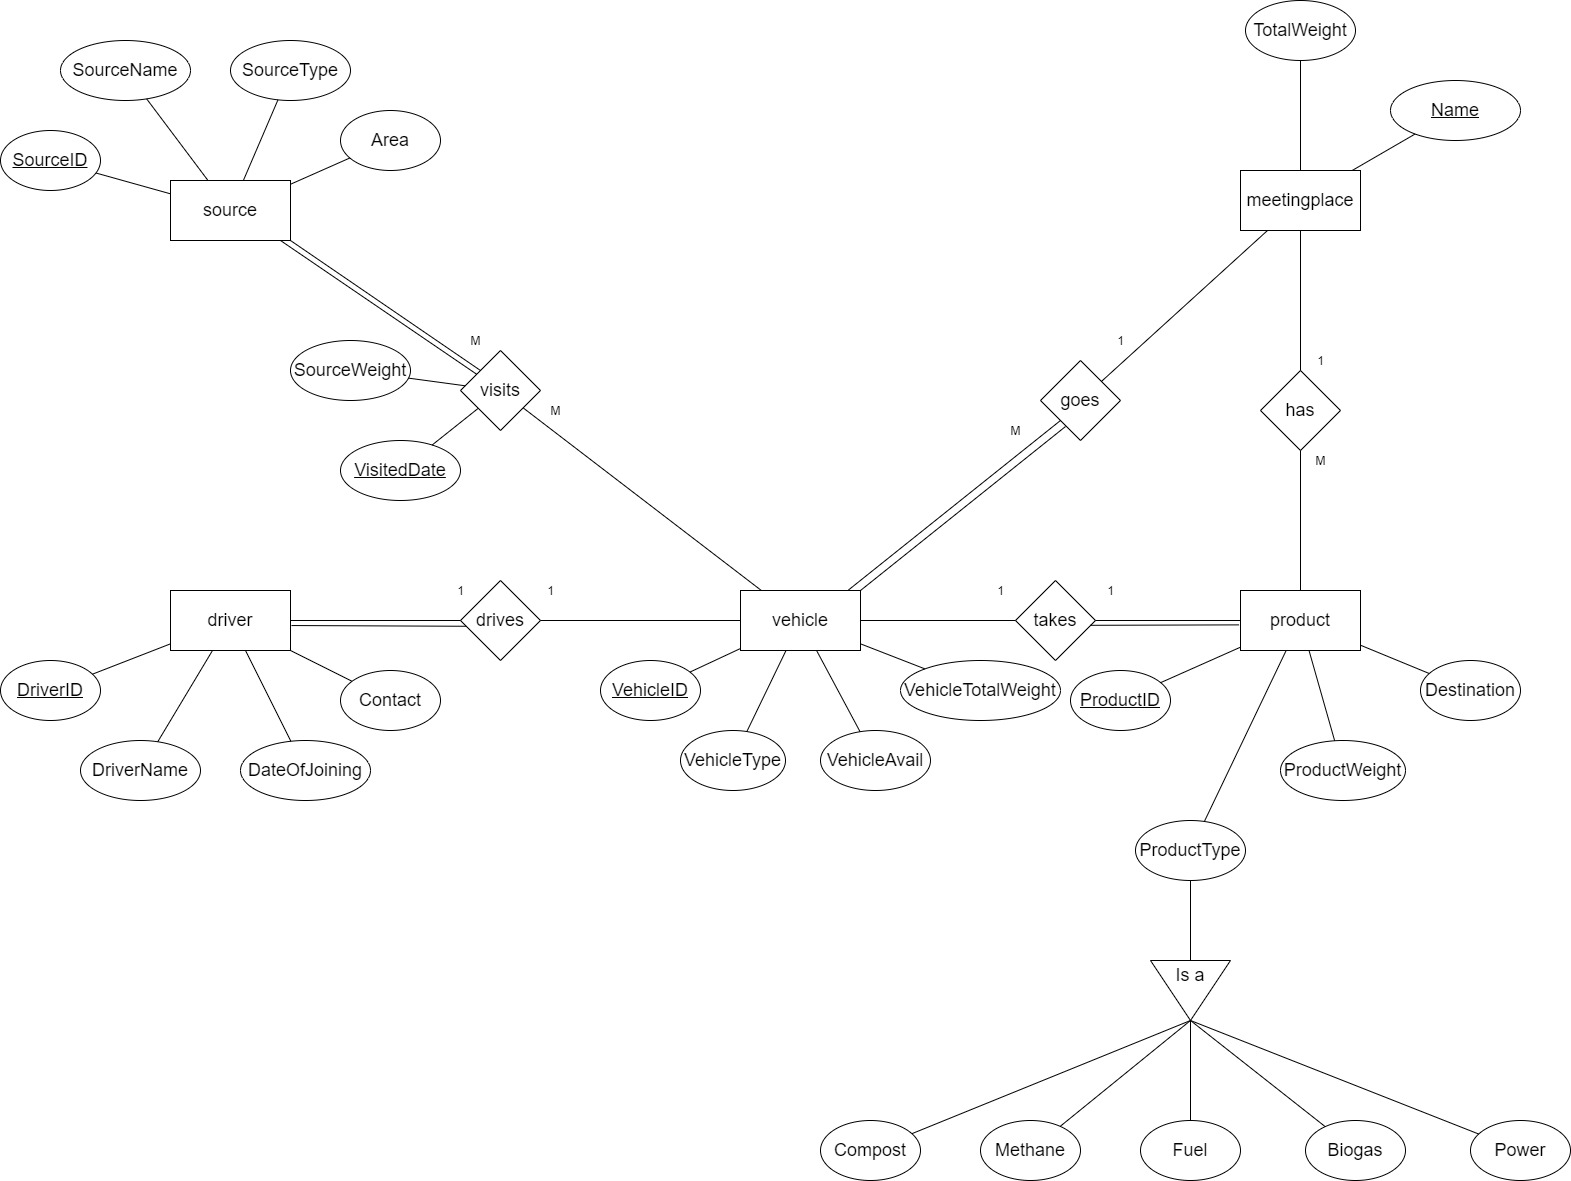 TotalWeight
SourceName
SourceType
Name
Area
SourceID
meetingplace
source
M
1
1
SourceWeight
visits
goes
M
has
M
M
VisitedDate
1
1
1
1
driver
drives
vehicle
takes
product
DriverID
Contact
VehicleID
VehicleTotalWeight
ProductID
Destination
DriverName
DateOfJoining
VehicleType
VehicleAvail
ProductWeight
ProductType
Is a
Compost
Methane
Fuel
Biogas
Power